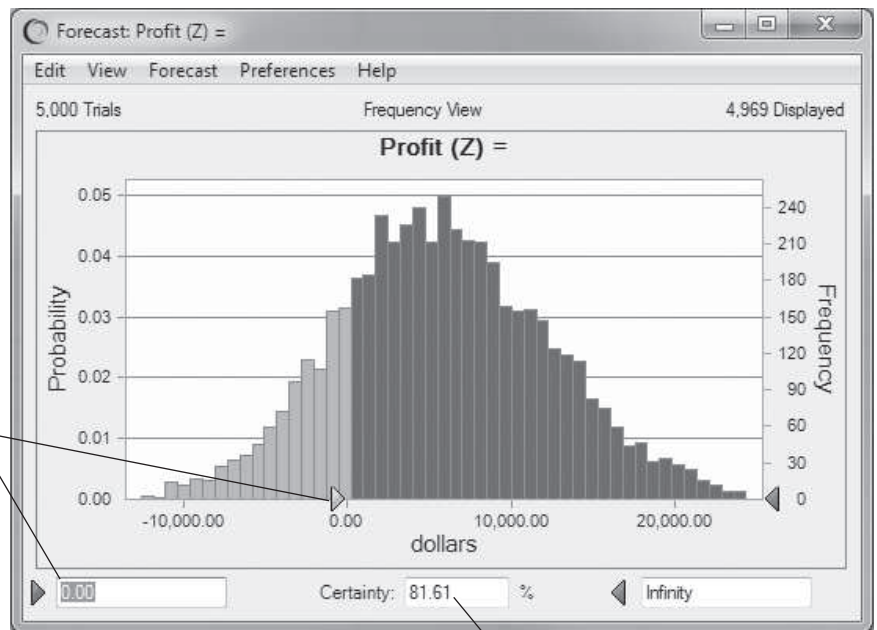 Forecast: Profit (Z) =
Edit View Forecast Preferences Help
5,000 Trials Frequency View 4,969 Displayed
Profit (Z) =
0.05
0.04
0.03
0.02
0.01
0.00
Probability
240
210
180
150
120
90
60
30
0
Frequency
-10,000.00 0.00 10,000.00 20,000.00
dollars
0.00 Certainty: 81.61 % Infinity